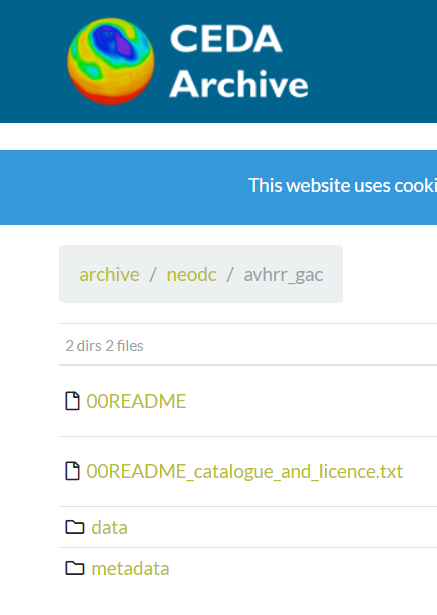 CEDA
Archive
This website uses cooki
archive / neodc / avhrr_gac
2 dirs 2 files
00README
00README_catalogue_and_licence.txt
data
metadata